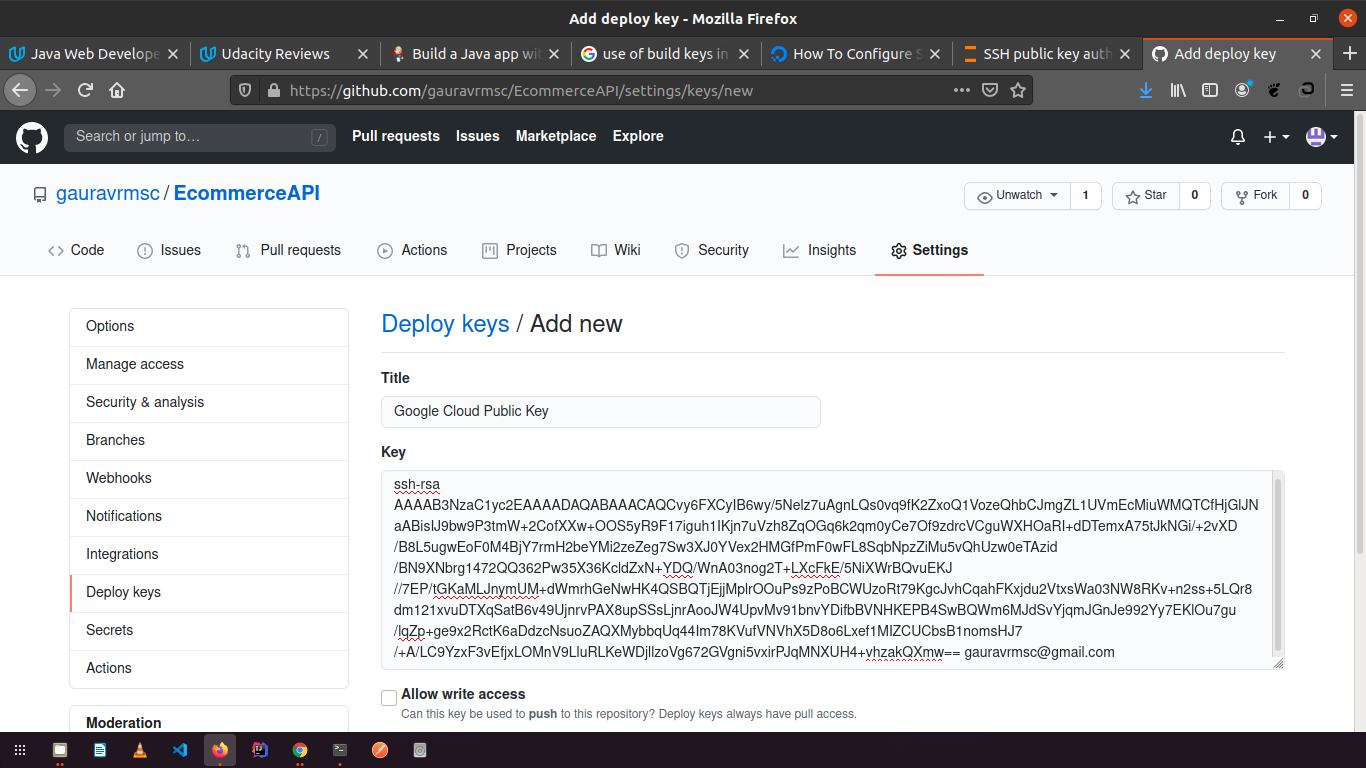 Add deploy key - Mozilla Firefox
Java Web Develope
Udacity Reviews
Build a Java app wit
use of build keys in
How To Configure S
SSH public key auth
Add deploy key
https://github.com/gauravrmsc/EcommerceAPI/settings/keys/new
Search or jump to… /
Pull requests Issues Marketplace Explore
gauravrmsc / EcommerceAPI
Unwatch 1 Star 0 Fork 0
Code Issues Pull requests Actions Projects Wiki Security Insights Settings
Options
Manage access
Security & analysis
Branches
Webhooks
Notifications
Integrations
Deploy keys
Secrets
Actions
Moderation
Deploy keys / Add new
Title
Google Cloud Public Key
Key
ssh-rsa
AAAAB3NzaC1yc2EAAAADAQABAAACAQCvy6FXCyIB6wy/5Nelz7uAgnLQs0vq9fK2ZxoQ1VozeQhbCJmgZL1UVmEcMiuWMQTCfHjGlJN
aABisIJ9bw9P3tmW+2CofXXw+OOS5yR9F17iguh1IKjn7uVzh8ZqOGq6k2qm0yCe7Of9zdrcVCguWXHOaRI+dDTemxA75tJkNGi/+2vXD
/B8L5ugwEoF0M4BjY7rmH2beYMi2zeZeg7Sw3XJ0YVex2HMGfPmF0wFL8SqbNpzZiMu5vQhUzw0eTAzid
/BN9XNbrg1472QQ362Pw35X36KcldZxN+YDQ/WnA03nog2T+LXcFkE/5NiXWrBQvuEKJ
//7EP/tGKaMLJnymUM+dWmrhGeNwHK4QSBQTjEjjMplrOOuPs9zPoBCWUzoRt79KgcJvhCqahFKxjdu2VtxsWa03NW8RKv+n2ss+5LQr8
dm121xvuDTXqSatB6v49UjnrvPAX8upSSsLjnrAooJW4UpvMv91bnvYDifbBVNHKEPB4SwBQWm6MJdSvYjqmJGnJe992Yy7EKlOu7gu
/lqZp+ge9x2RctK6aDdzcNsuoZAQXMybbqUq44Im78KVufVNVhX5D8o6Lxef1MIZCUCbsB1nomsHJ7
/+A/LC9YzxF3vEfjxLOMnV9LluRLKeWDjllzoVg672GVgni5vxirPJqMNXUH4+vhzakQXmw== gauravrmsc@gmail.com
Allow write access
Can this key be used to push to this repository? Deploy keys always have pull access.